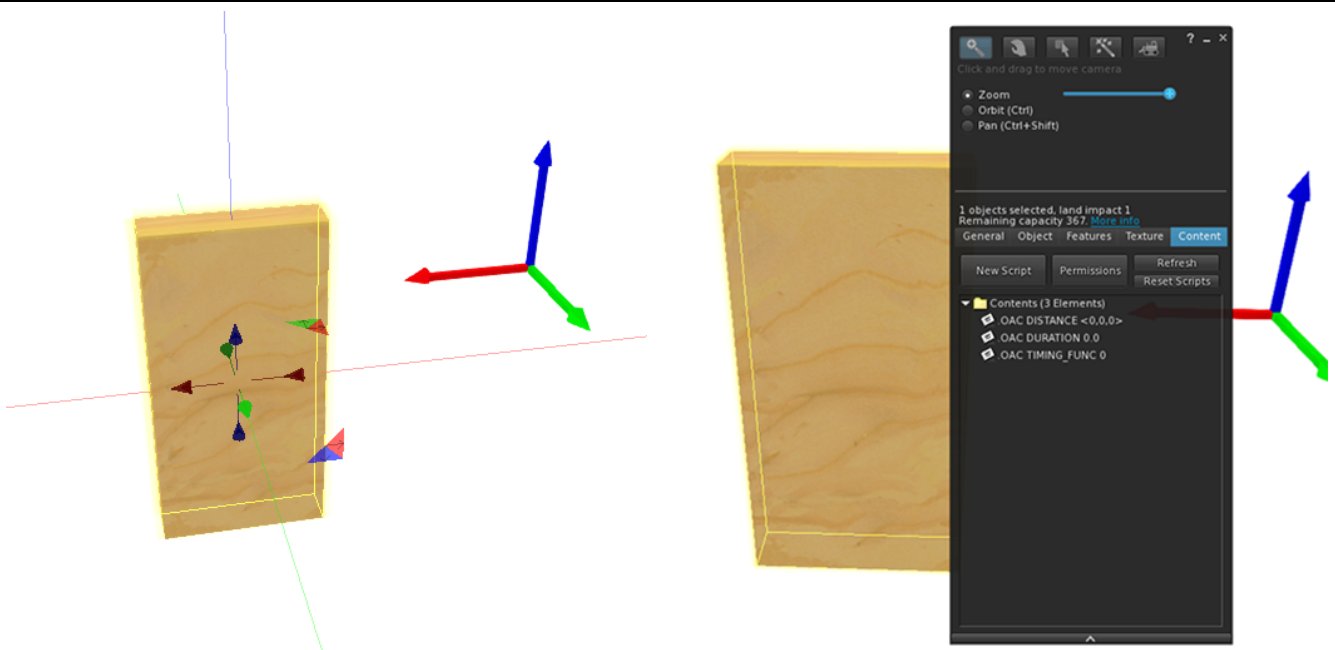 ? _ ×
Click and drag to move camera
Zoom
Orbit (Ctrl)
Pan (Ctrl+Shift)
1 objects selected, land impact 1
Remaining capacity 367. More info
General Object Features Texture Content
New Script Permissions Refresh
Reset Scripts
Contents (3 Elements)
.OAC DISTANCE <0,0,0>
.OAC DURATION 0.0
.OAC TIMING_FUNC 0